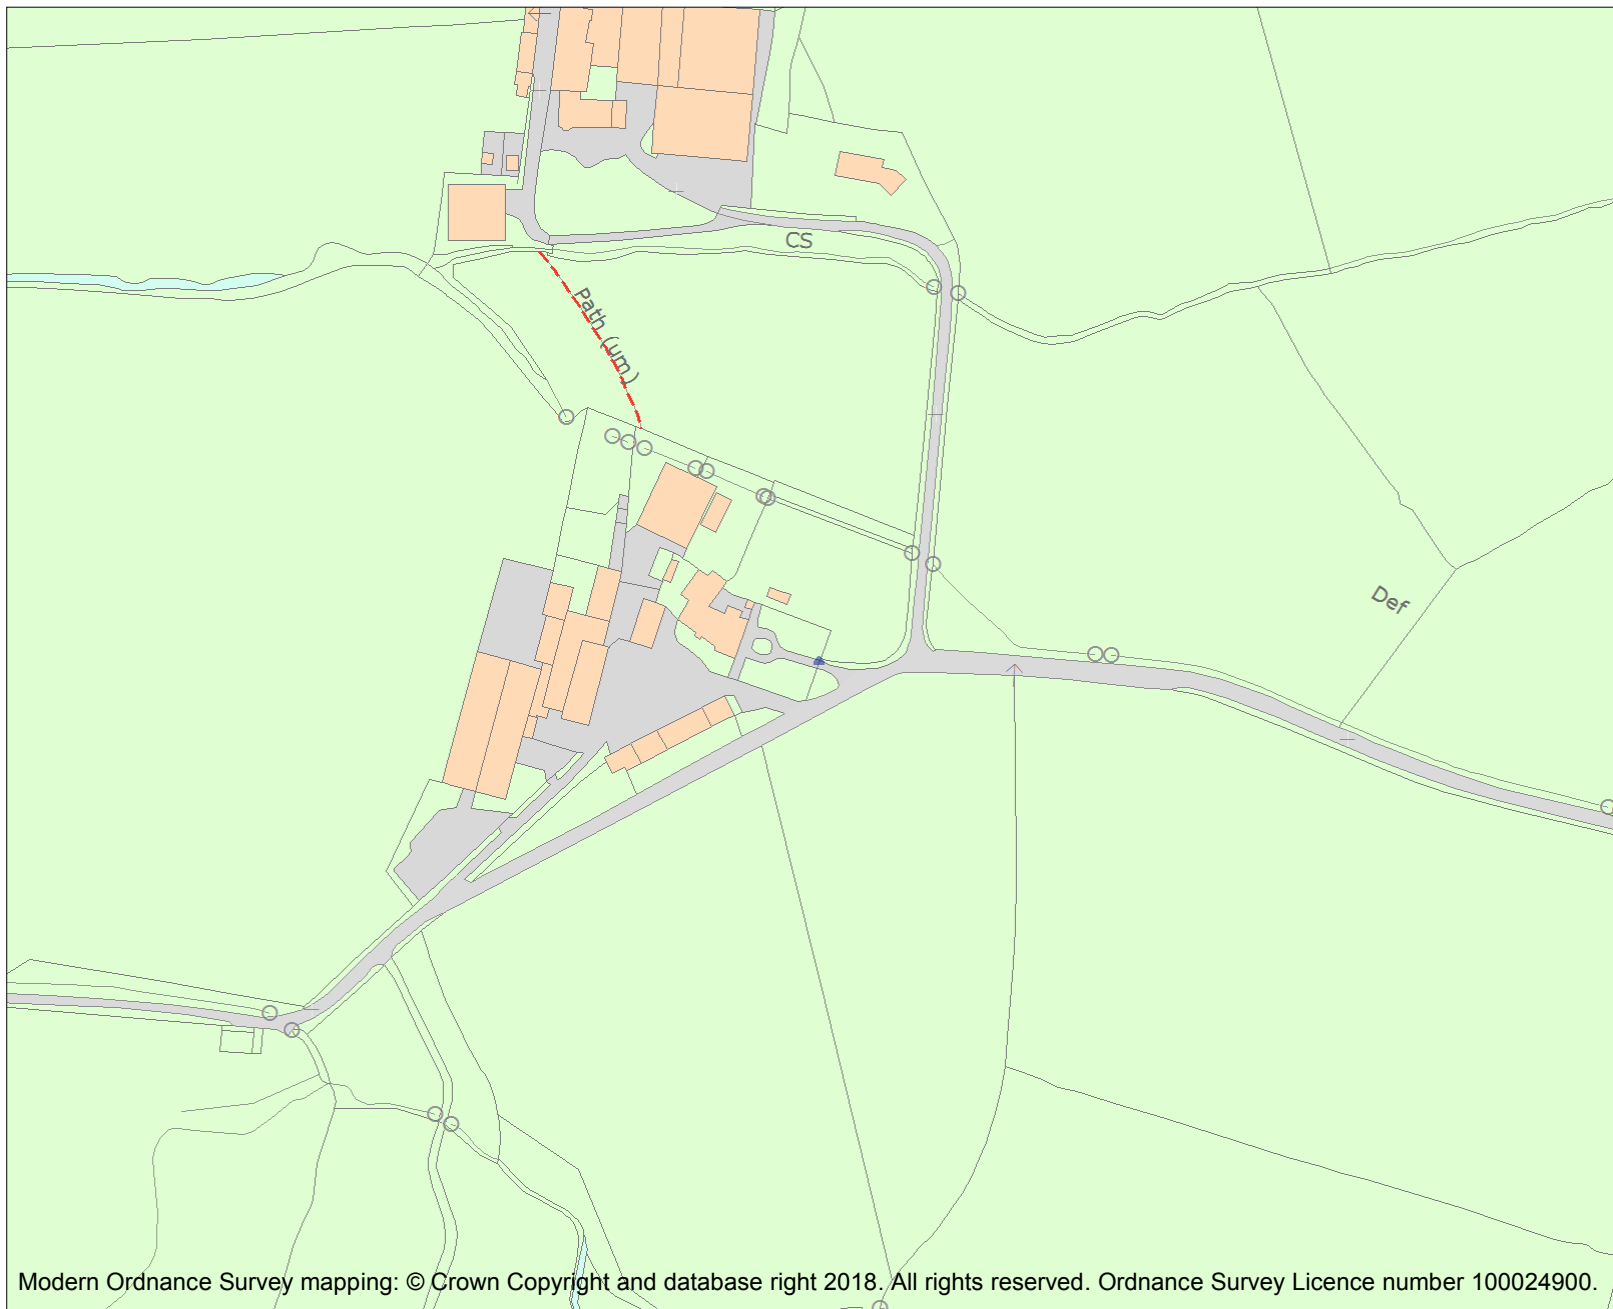 CS
Path (um)
Def
Modern Ordnance Survey mapping: © Crown Copyright and database right 2018. All rights reserved. Ordnance Survey Licence number 100024900.